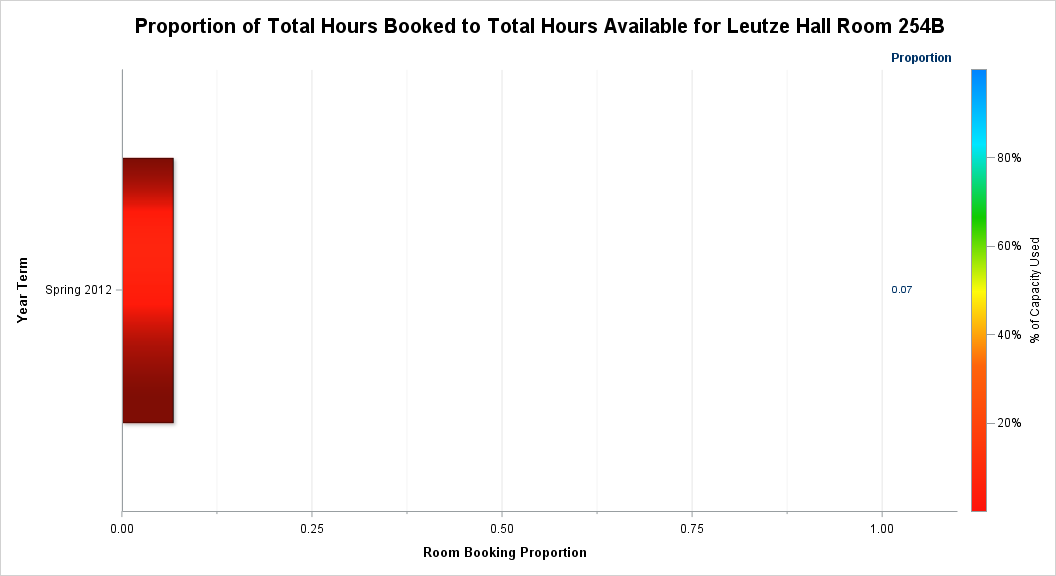 Proportion of Total Hours Booked to Total Hours Available for Leutze Hall Room 254B
Proportion
80%
60%
40%
20%
% of Capacity Used
Year Term
Spring 2012
0.07
0.00 0.25 0.50 0.75 1.00
Room Booking Proportion